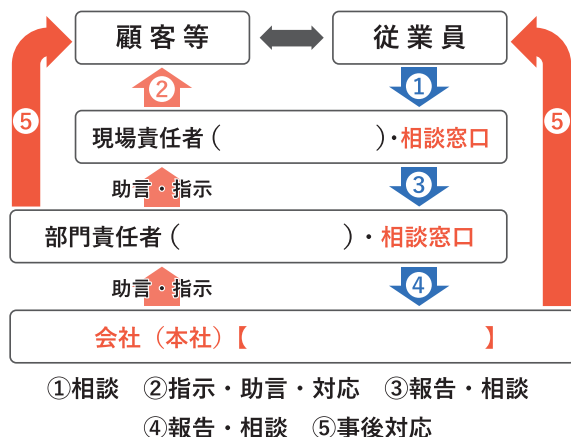 顧客等 従業員
② ①
現場責任者（　　　　　　）・相談窓口
⑤ ⑤
助言・指示 ③
部門責任者（　　　　　　）・相談窓口
助言・指示 ④
会社（本社）【　　　　　　　　　　】
①相談 ②指示・助言・対応 ③報告・相談
④報告・相談 ⑤事後対応